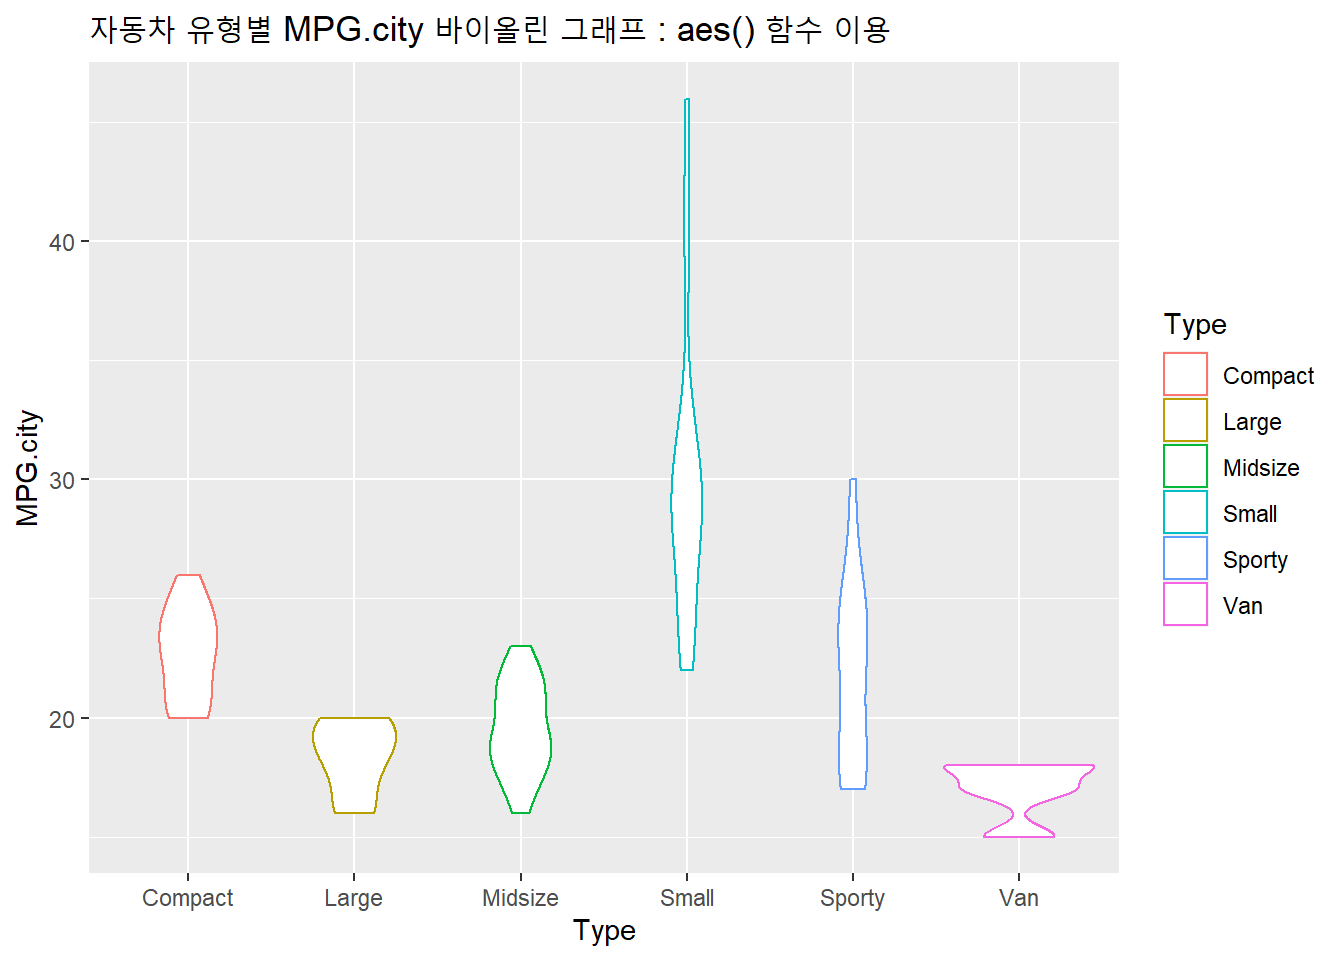 자동차 유형별 MPG.city 바이올린 그래프 : aes() 함수 이용
MPG.city
40
30
20
Compact
Large
Midsize
Small
Sporty
Van
Type
Type
Compact
Large
Midsize
Small
Sporty
Van